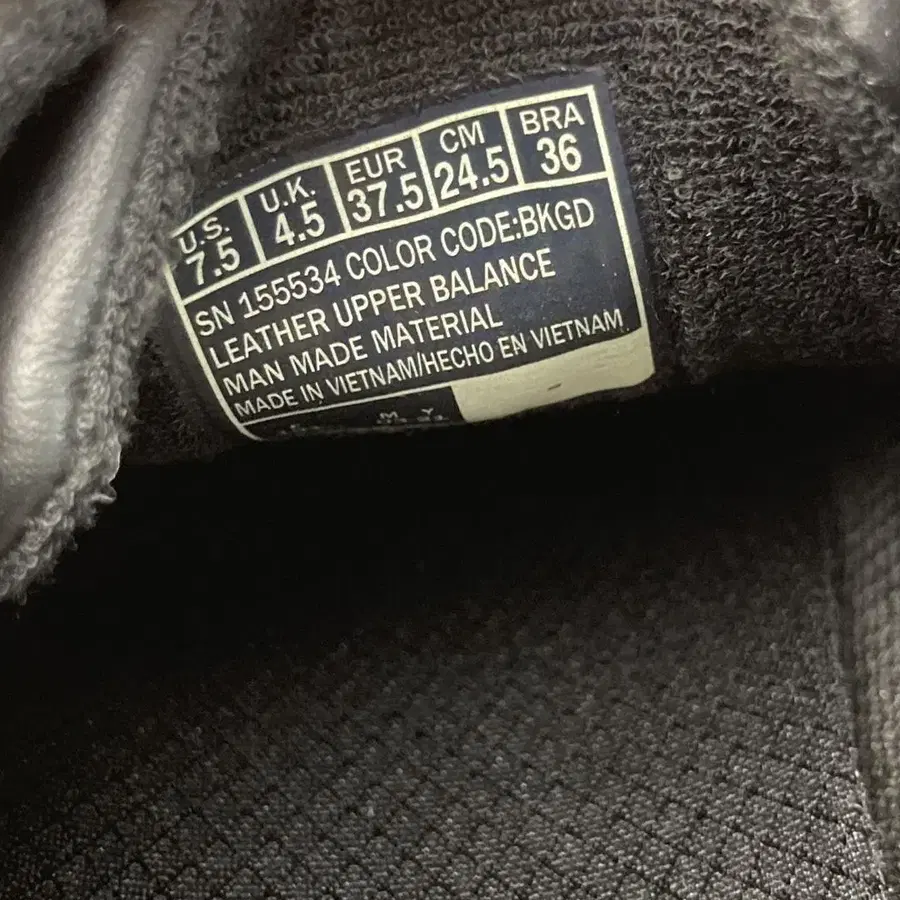 U.S. U.K. EUR CM BRA
7.5 4.5 37.5 24.5 36
SN 155534 COLOR CODE:BKGD
LEATHER UPPER BALANCE
MAN MADE MATERIAL
MADE IN VIETNAM/HECHO EN VIETNAM
M Y